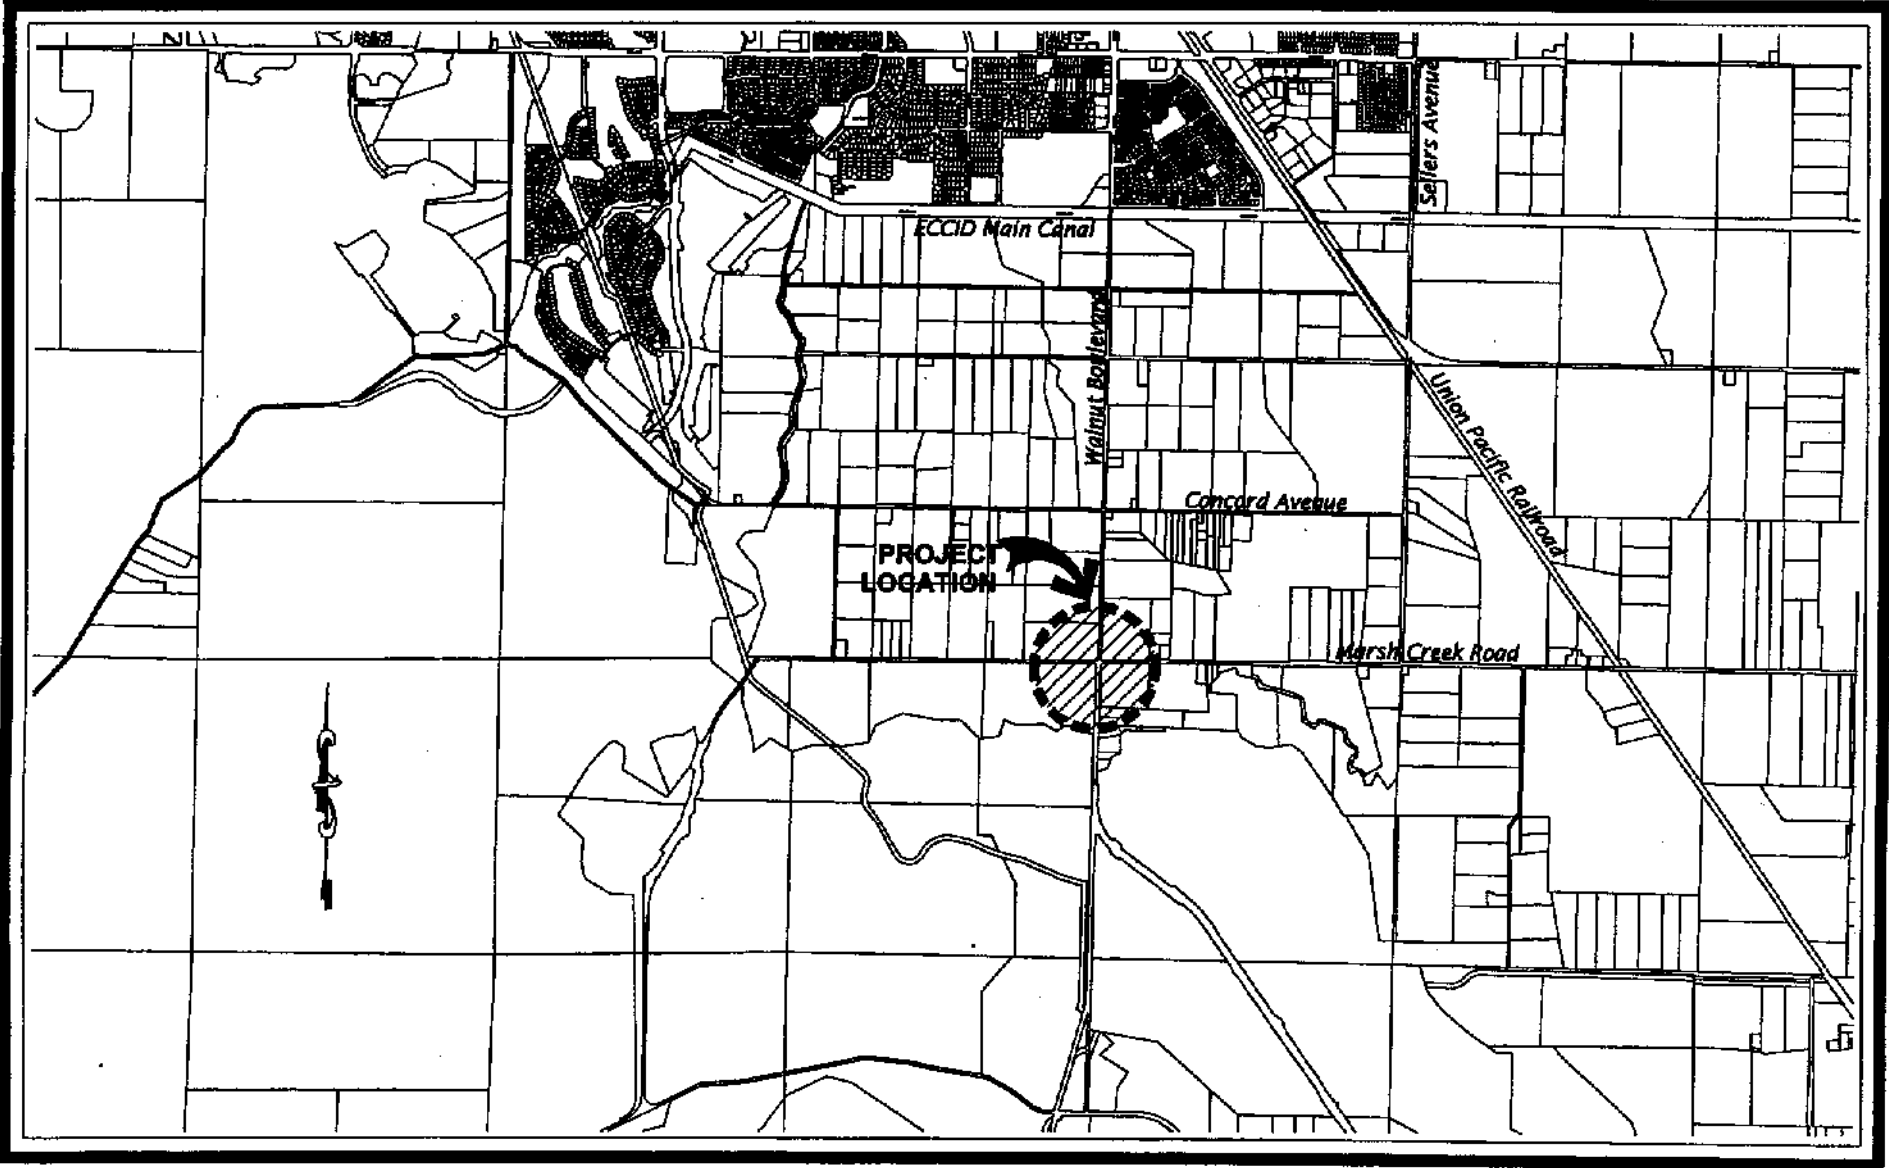 Sellers Avenue
ECCID Main Canal
Walnut Boulevard
Union Pacific Railroad
Concord Avenue
PROJECT
LOCATION
Marsh Creek Road